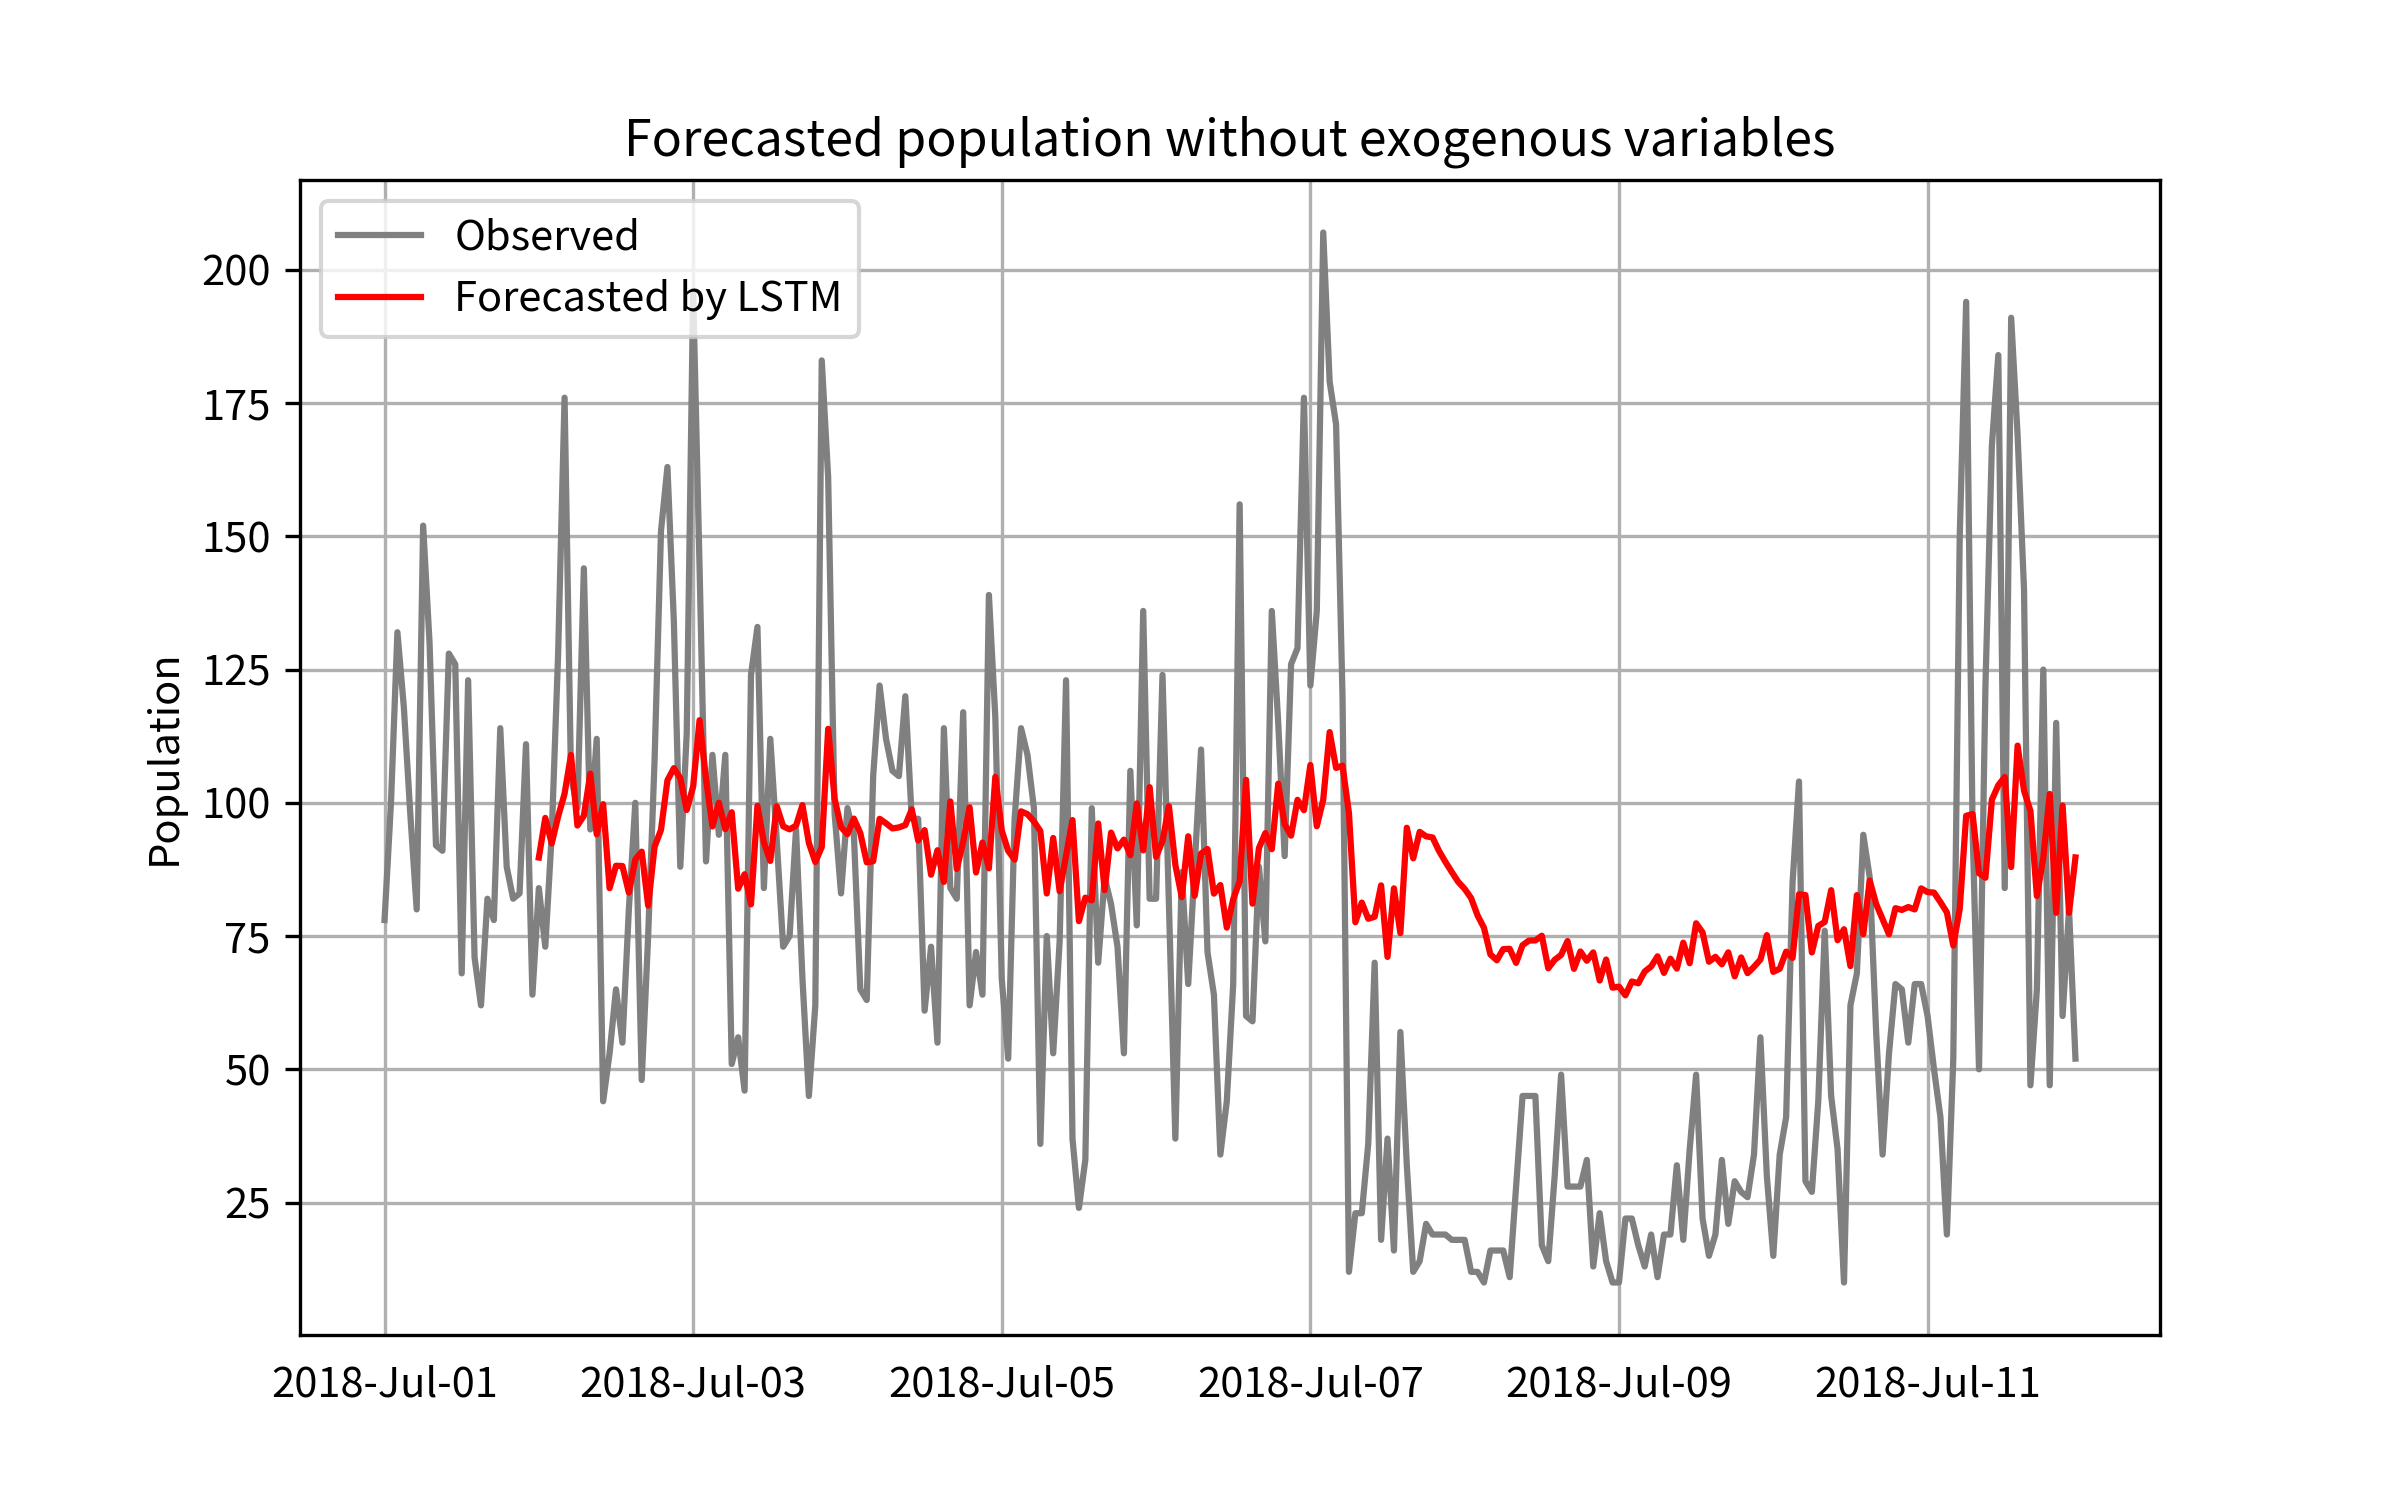 Forecasted population without exogenous variables
Observed
Forecasted by LSTM
Population
200
175
150
125
100
75
50
25
2018-Jul-01
2018-Jul-03
2018-Jul-05
2018-Jul-07
2018-Jul-09
2018-Jul-11